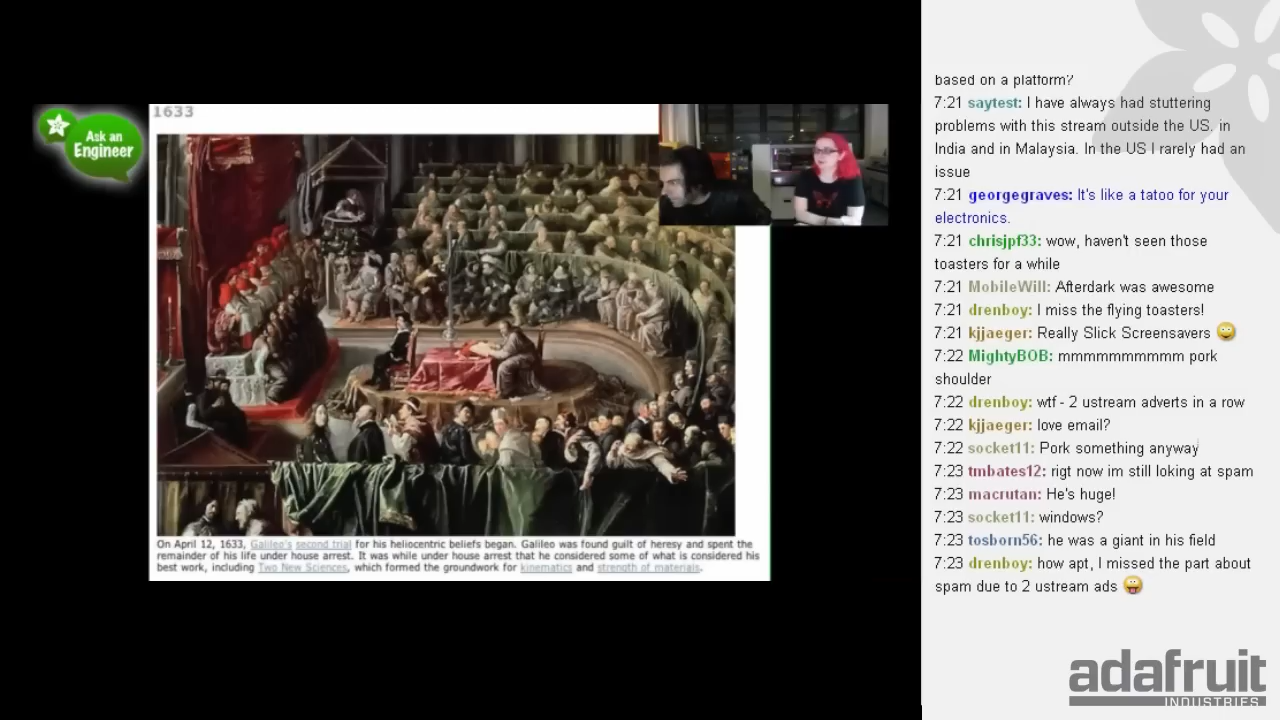 Ask an
Engineer
1633
On April 12, 1633, Galileo's second trial for his heliocentric beliefs began. Galileo was found guilt of heresy and spent the
remainder of his life under house arrest. It was while under house arrest that he considered some of what is considered his
best work, including Two New Sciences, which formed the groundwork for kinematics and strength of materials.
based on a platform?
7:21 saytest: I have always had stuttering
problems with this stream outside the US. in
India and in Malaysia. In the US I rarely had an
issue
7:21 georgegraves: It's like a tatoo for your
electronics.
7:21 chrisjpf33: wow, haven't seen those
toasters for a while
7:21 MobileWill: Afterdark was awesome
7:21 drenboy: I miss the flying toasters!
7:21 kjjaeger: Really Slick Screensavers
7:22 MightyBOB: mmmmmmmmmm pork
shoulder
7:22 drenboy: wtf - 2 ustream adverts in a row
7:22 kjjaeger: love email?
7:22 socket11: Pork something anyway
7:23 tmbates12: rigt now im still loking at spam
7:23 macrutan: He's huge!
7:23 socket11: windows?
7:23 tosborn56: he was a giant in his field
7:23 drenboy: how apt, I missed the part about
spam due to 2 ustream ads
adafruit
INDUSTRIES